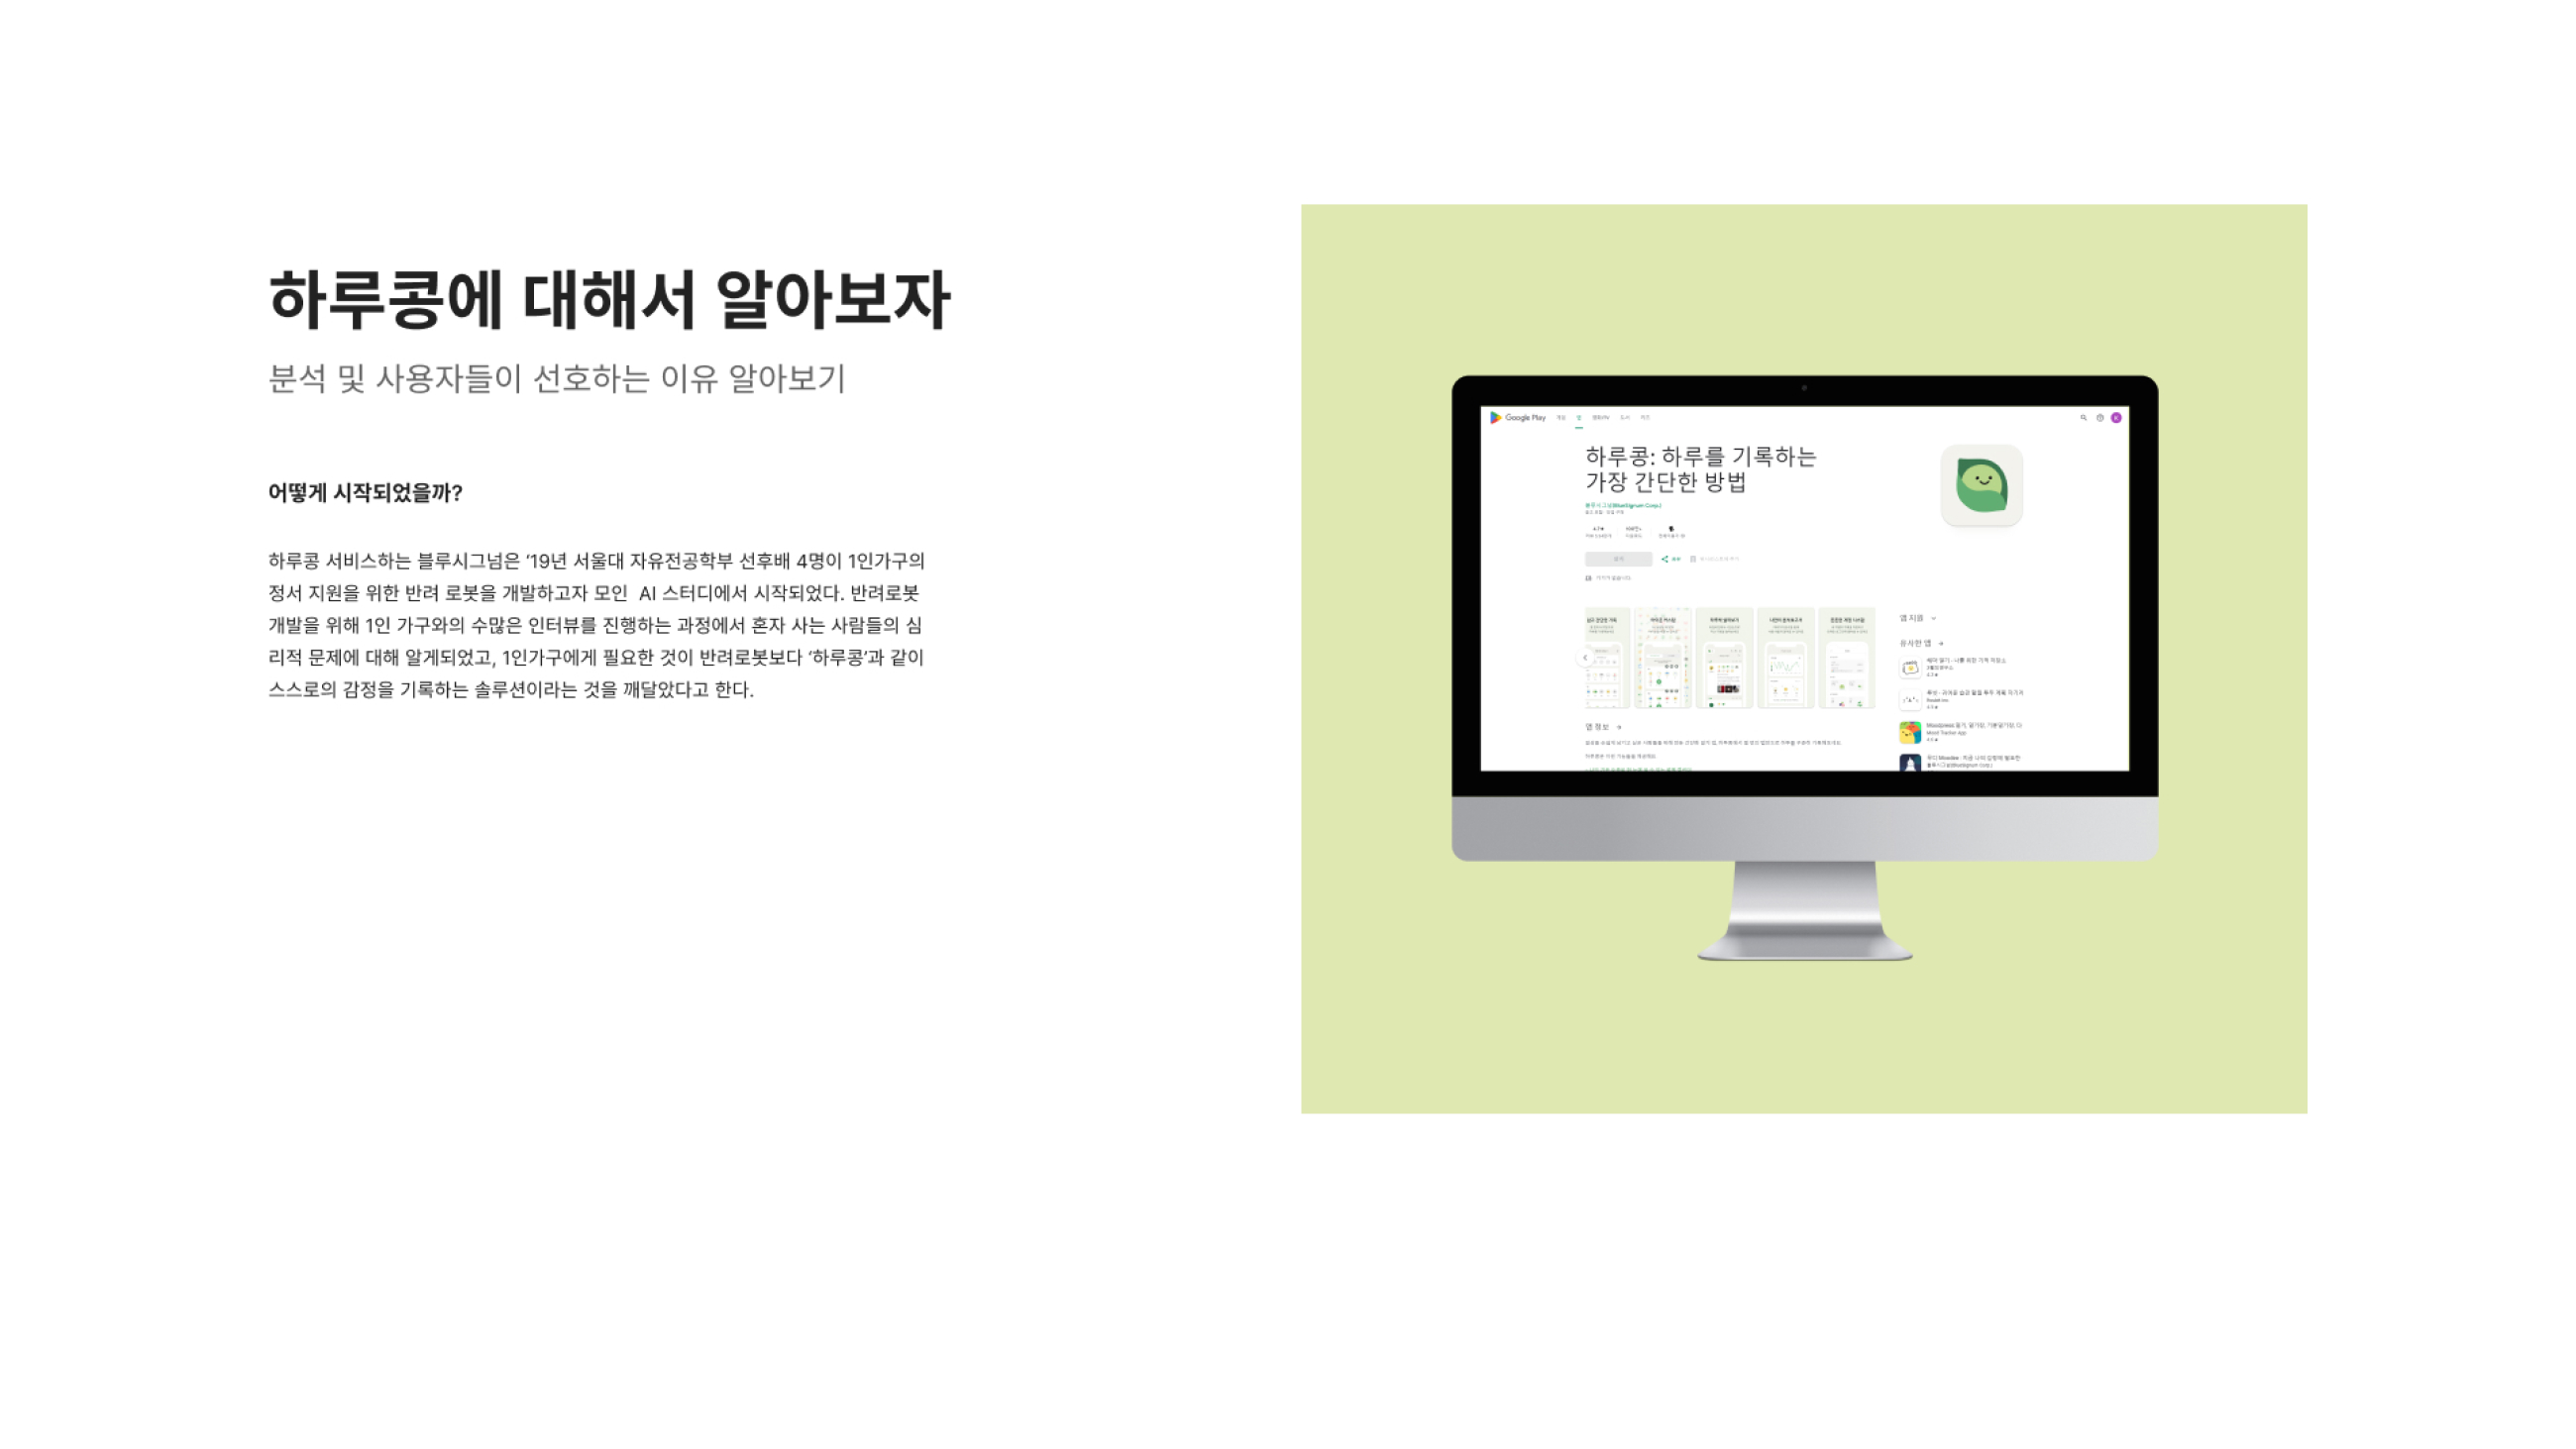 하루콩에 대해서 알아보자
분석 및 사용자들이 선호하는 이유 알아보기
어떻게 시작되었을까?
하루콩 서비스하는 블루시그넘은 ‘19년 서울대 자유전공학부 선후배 4명이 1인가구의
정서 지원을 위한 반려 로봇을 개발하고자 모인  AI 스터디에서 시작되었다. 반려로봇
개발을 위해 1인 가구와의 수많은 인터뷰를 진행하는 과정에서 혼자 사는 사람들의 심
리적 문제에 대해 알게되었고, 1인가구에게 필요한 것이 반려로봇보다 ‘하루콩’과 같이
스스로의 감정을 기록하는 솔루션이라는 것을 깨달았다고 한다.
Google Play
하루콩: 하루를 기록하는
가장 간단한 방법
앱 지원
유사한 앱
앱 정보